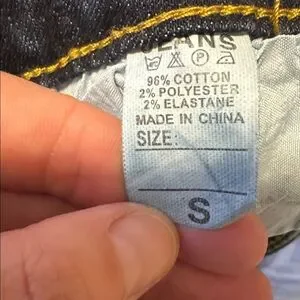 JEANS
96% COTTON
2% POLYESTER
2% ELASTANE
MADE IN CHINA
SIZE:
S